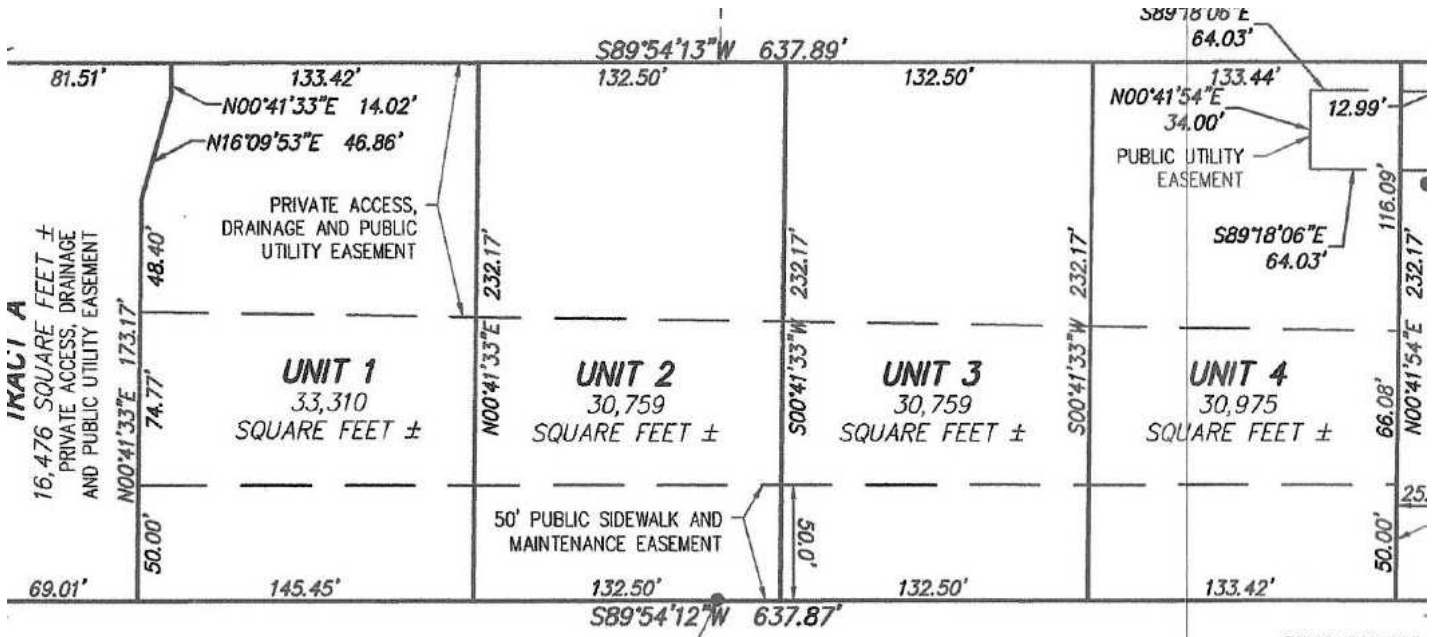 S89°54'13"W 637.89'
S89°18'06"E
64.03'
81.51'
133.42'
132.50'
132.50'
133.44'
N00°41'33"E 14.02'
N16°09'53"E 46.86'
N00°41'54"E
34.00'
12.99'
PUBLIC UTILITY
EASEMENT
116.09'
S89°18'06"E
64.03'
PRIVATE ACCESS,
DRAINAGE AND PUBLIC
UTILITY EASEMENT
TRACT A
16,476 SQUARE FEET ±
PRIVATE ACCESS, DRAINAGE
AND PUBLIC UTILITY EASEMENT
N00°41'33"E 173.17'
48.40'
74.77'
50.00'
N00°41'33"E 232.17'
S00°41'33"W 232.17'
S00°41'33"W 232.17'
N00°41'54"E 232.17'
66.08'
50.00'
25.
UNIT 1
33,310
SQUARE FEET ±
UNIT 2
30,759
SQUARE FEET ±
UNIT 3
30,759
SQUARE FEET ±
UNIT 4
30,975
SQUARE FEET ±
50' PUBLIC SIDEWALK AND
MAINTENANCE EASEMENT
50.0'
69.01'
145.45'
132.50'
132.50'
133.42'
S89°54'12"W 637.87'